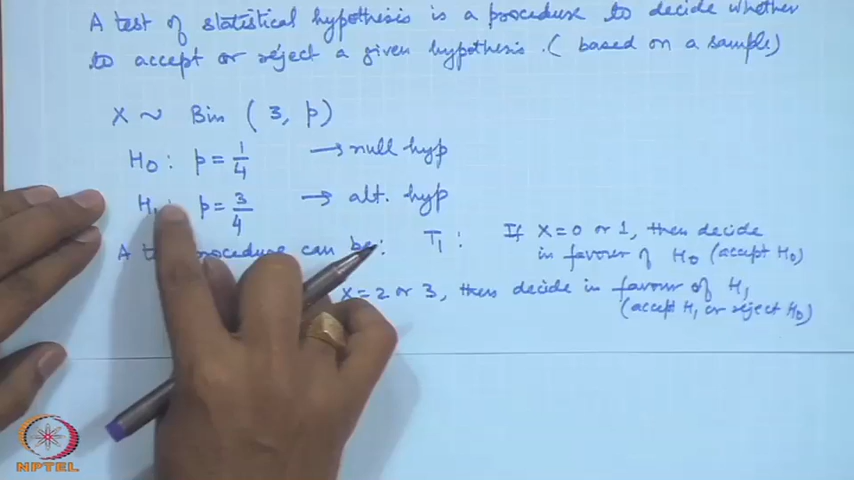 A test of statistical hypothesis is a procedure to decide whether
to accept or reject a given hypothesis. (based on a sample)
X ~ Bin (3, p)
H0 : p = 1/4 → null hyp
H1 : p = 3/4 → alt. hyp
A procedure can be: T1 : If X=0 or 1, then decide
in favour of H0 (accept H0)
X=2 or 3, then decide in favour of H1
(accept H1 or reject H0)
NPTEL